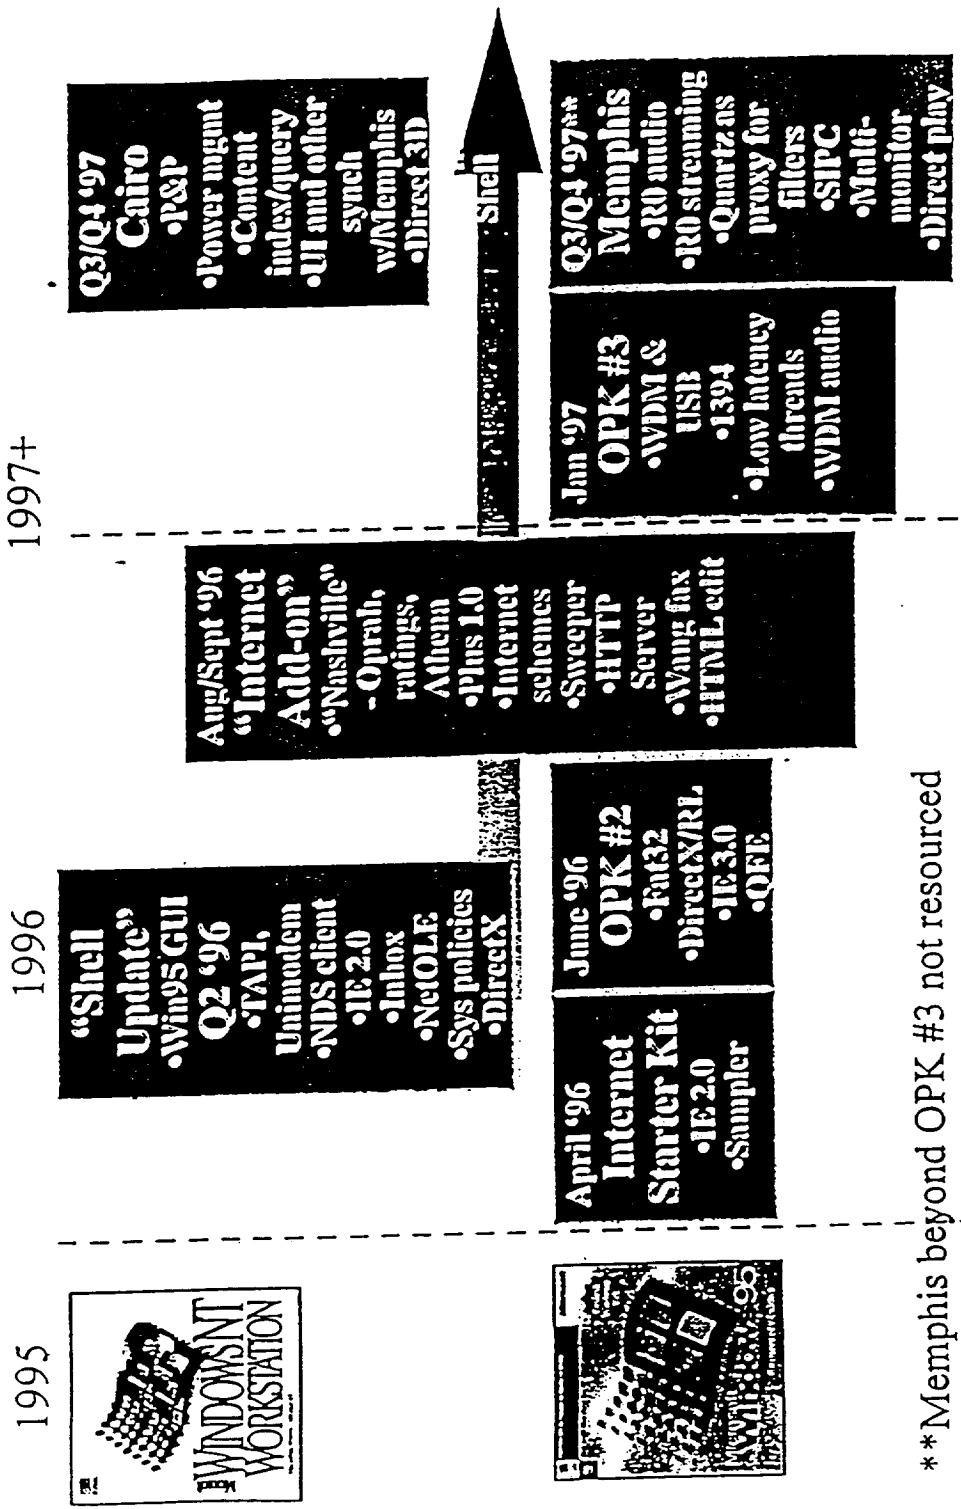 1995
1996
1997+
WINDOWS NT
WORKSTATION
"Shell
Update"
•Win95 GUI
Q2 '96
•TAPI,
Unimodem
•NDS client
•IE 2.0
•Inbox
•NetOLE
•Sys policies
•DirectX
Aug/Sept '96
"Internet
Add-on"
•"Nashville"
- Oprah,
ratings,
Athena
•Plus 1.0
•Internet
schemes
•Sweeper
•HTTP
Server
•Wang fax
•HTML edit
Q3/Q4 '97
Cairo
•P&P
•Power mgmt
•Content
index/query
•UI and other
synch
w/Memphis
•Direct 3D
Shell
April '96
Internet
Starter Kit
•IE 2.0
•Sampler
June '96
OPK #2
•Fat32
•DirectX/RL
•IE 3.0
•QFE
Jan '97
OPK #3
•WDM &
USB
•1394
•Low latency
threads
•WDM audio
Q3/Q4 '97**
Memphis
•R0 audio
•R0 streaming
•Quartz as
proxy for
filters
•SIPC
•Multi-
monitor
•Direct play
**Memphis beyond OPK #3 not resourced